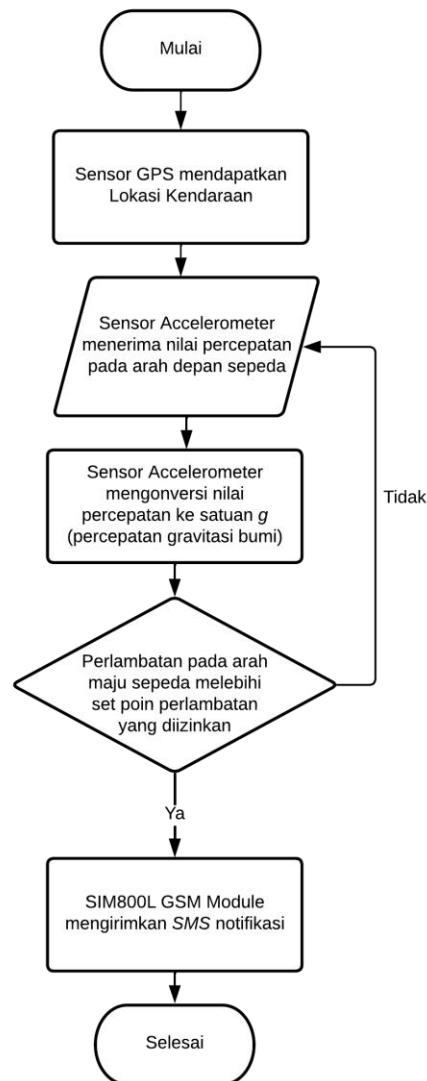 Mulai
Sensor GPS mendapatkan
Lokasi Kendaraan
Sensor Accelerometer
menerima nilai percepatan
pada arah depan sepeda
Sensor Accelerometer
mengonversi nilai
percepatan ke satuan g
(percepatan gravitasi bumi)
Tidak
Perlambatan pada arah
maju sepeda melebihi
set poin perlambatan
yang diizinkan
Ya
SIM800L GSM Module
mengirimkan SMS notifikasi
Selesai